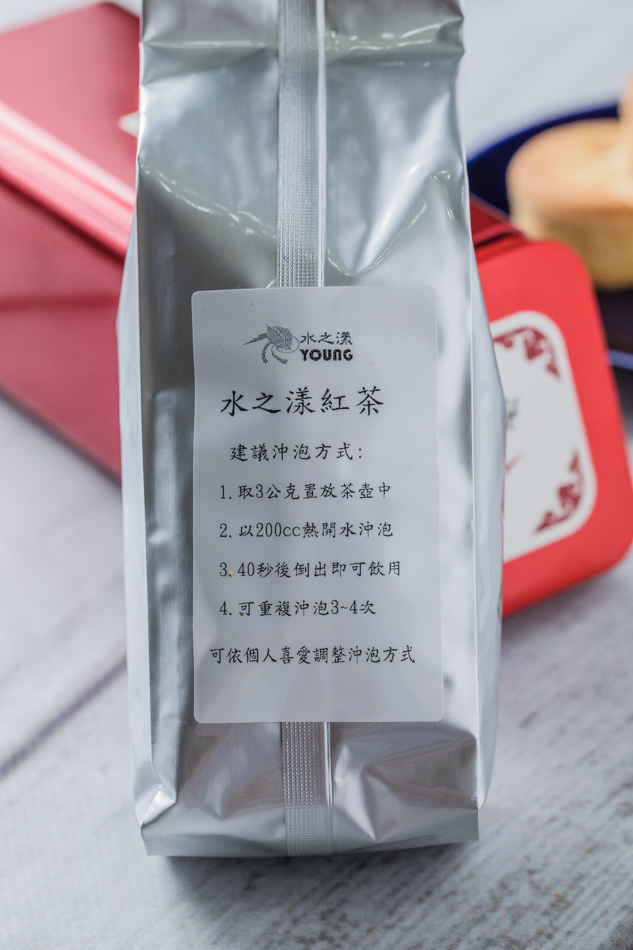 水之漾
YOUNG
水之漾紅茶
建議沖泡方式:
1.取3公克置放茶壺中
2.以200cc熱開水沖泡
3.40秒後倒出即可飲用
4.可重複沖泡3~4次
可依個人喜愛調整沖泡方式